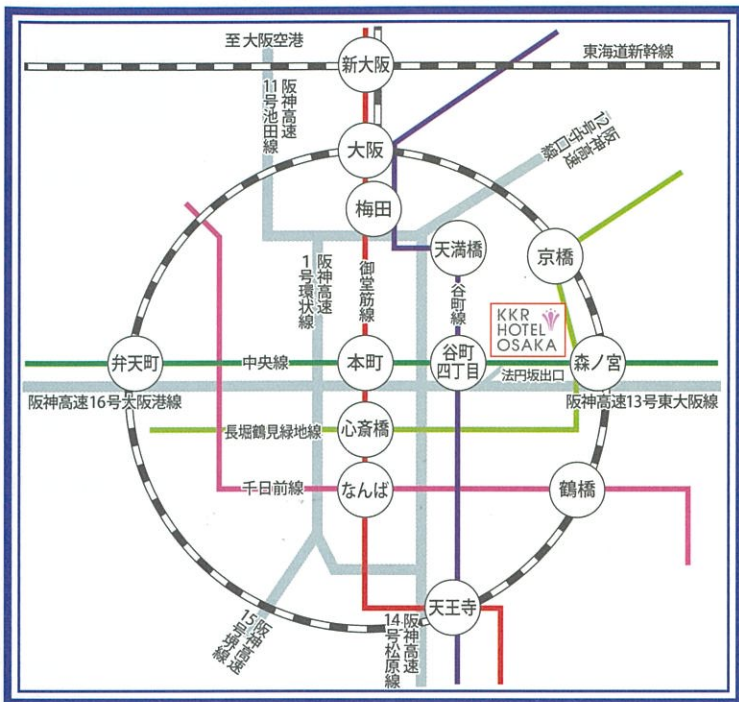 至 大阪空港
新大阪
東海道新幹線
阪神高速
11号池田線
大阪
阪神高速
12号守口線
梅田
天満橋
京橋
阪神高速
1号環状線
御堂筋線
谷町線
KKR
HOTEL
OSAKA
弁天町
中央線
本町
谷町
四丁目
法円坂出口
森ノ宮
阪神高速16号大阪港線
阪神高速13号東大阪線
長堀鶴見緑地線
心斎橋
千日前線
なんば
鶴橋
天王寺
阪神高速
15号堺線
阪神高速
14号松原線